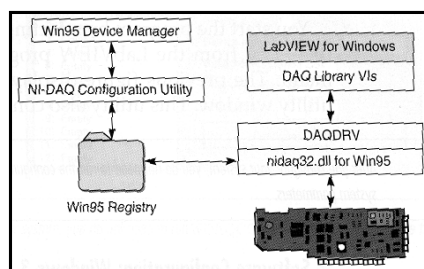 Win95 Device Manager
NI-DAQ Configuration Utility
Win95 Registry
LabVIEW for Windows
DAQ Library VIs
DAQDRV
nidaq32.dll for Win95